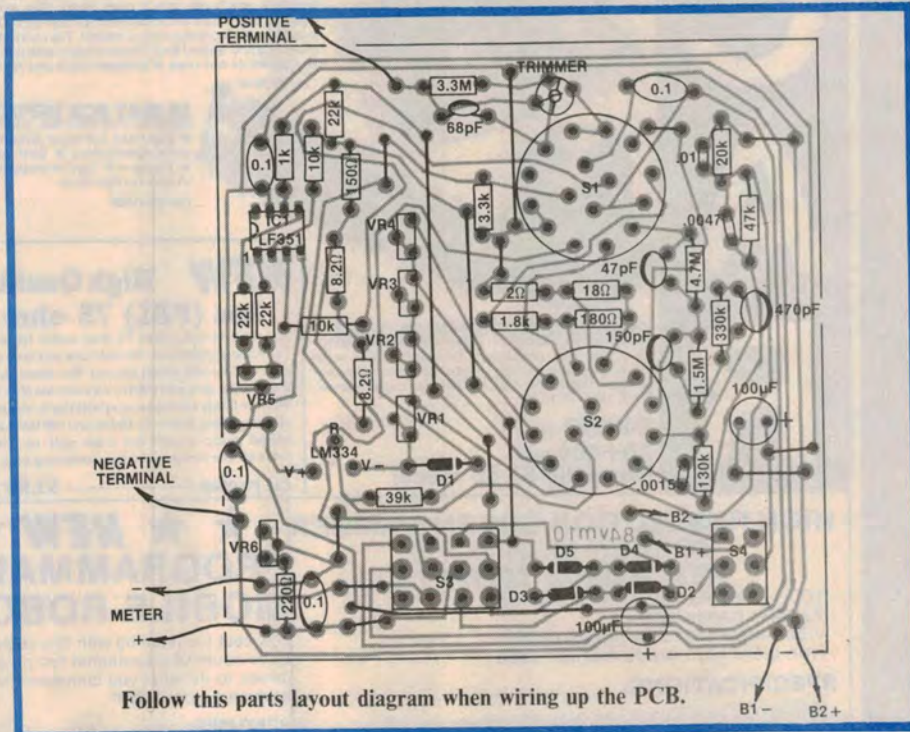 POSITIVE
TERMINAL
3.3M
TRIMMER
0.1
68pF
22k
0.1
1k
10k
150Ω
.01
20k
S1
3.3k
IC1
LF351
1
VR4
.0047
47k
8.2Ω
47pF
4.7M
VR3
2Ω
18Ω
22k
22k
10k
1.8k
180Ω
330k
470pF
VR2
150pF
8.2Ω
1.5M
VR5
100µF
+
VR1
S2
R
LM334
NEGATIVE
TERMINAL
0.1
V+
V-
D1
.0015
130k
39k
B2-
84vm10
VR6
B1+
S4
D5
D4
S3
-
220Ω
0.1
D3
D2
METER
+
100µF
+
Follow this parts layout diagram when wiring up the PCB.
B1-
B2+